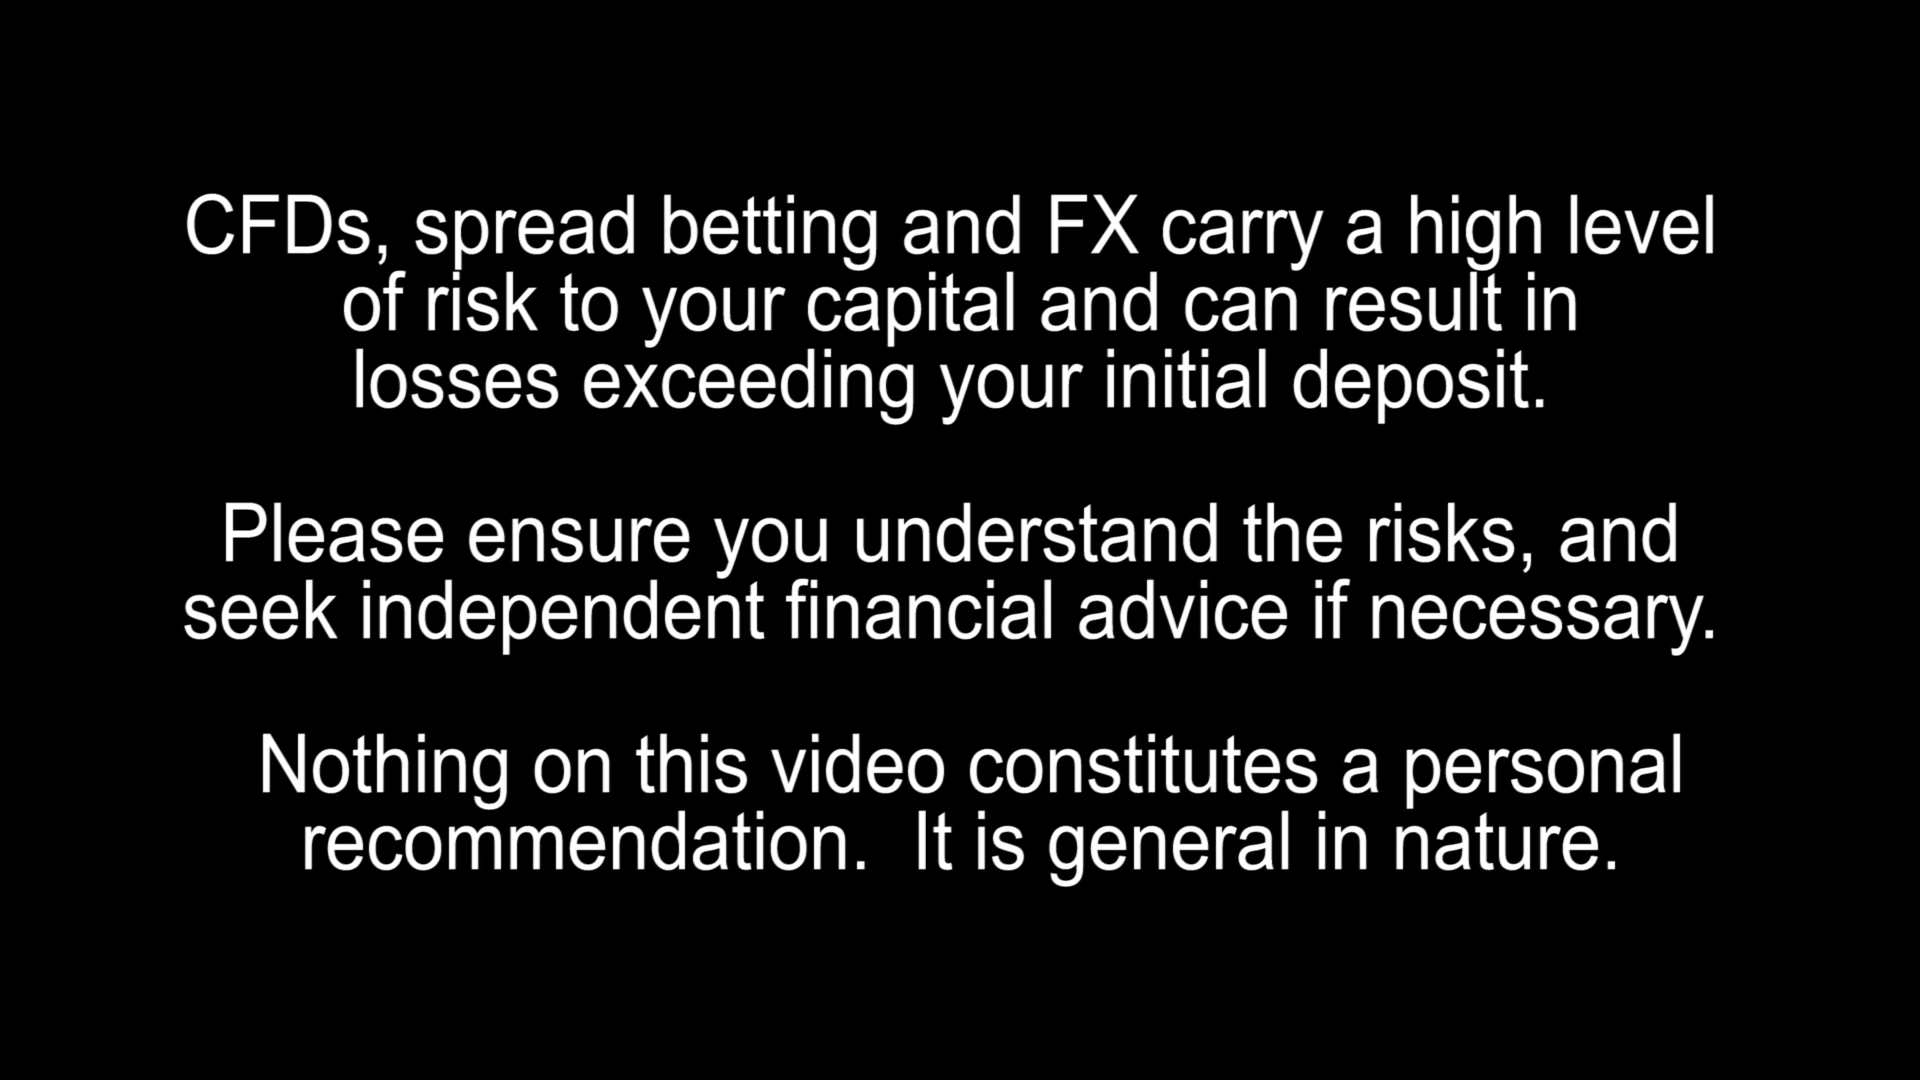 CFDs, spread betting and FX carry a high level
of risk to your capital and can result in
losses exceeding your initial deposit.
Please ensure you understand the risks, and
seek independent financial advice if necessary.
Nothing on this video constitutes a personal
recommendation.  It is general in nature.